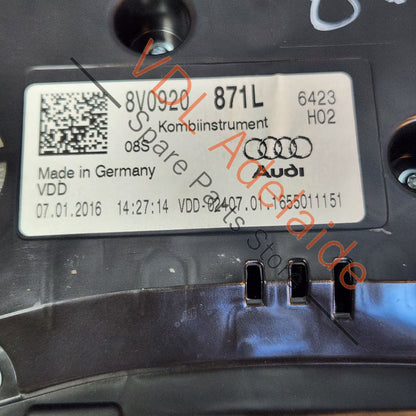 8V0920 871L 6423
Kombiinstrument H02
08S
Made in Germany Audi
VDD
07.01.2016 14:27:14 VDD-02407.01.1655011151
VDL Adelaide
Spare Parts Store